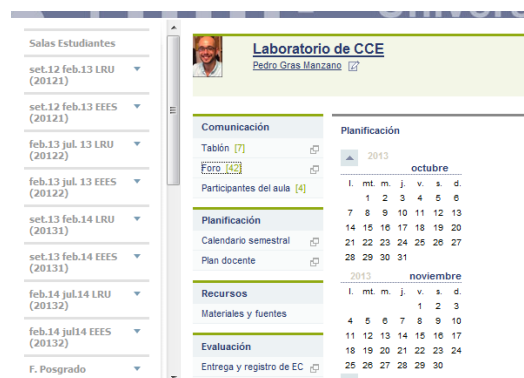 Univers
Salas Estudiantes
set.12 feb.13 LRU
(20121)
set.12 feb.13 EEES
(20121)
feb.13 jul. 13 LRU
(20122)
feb.13 jul. 13 EEES
(20122)
set.13 feb.14 LRU
(20131)
set.13 feb.14 EEES
(20131)
feb.14 jul.14 LRU
(20132)
feb.14 jul14 EEES
(20132)
F. Posgrado
Laboratorio de CCE
Pedro Gras Manzano
Comunicación
Tablón [7]
Foro [42]
Participantes del aula [4]
Planificación
Calendario semestral
Plan docente
Recursos
Materiales y fuentes
Evaluación
Entrega y registro de EC
Planificación
2013
octubre
l. mt. m. j. v. s. d.
1 2 3 4 5 6
7 8 9 10 11 12 13
14 15 16 17 18 19 20
21 22 23 24 25 26 27
28 29 30 31
2013 noviembre
l. mt. m. j. v. s. d.
1 2 3
4 5 6 7 8 9 10
11 12 13 14 15 16 17
18 19 20 21 22 23 24
25 26 27 28 29 30